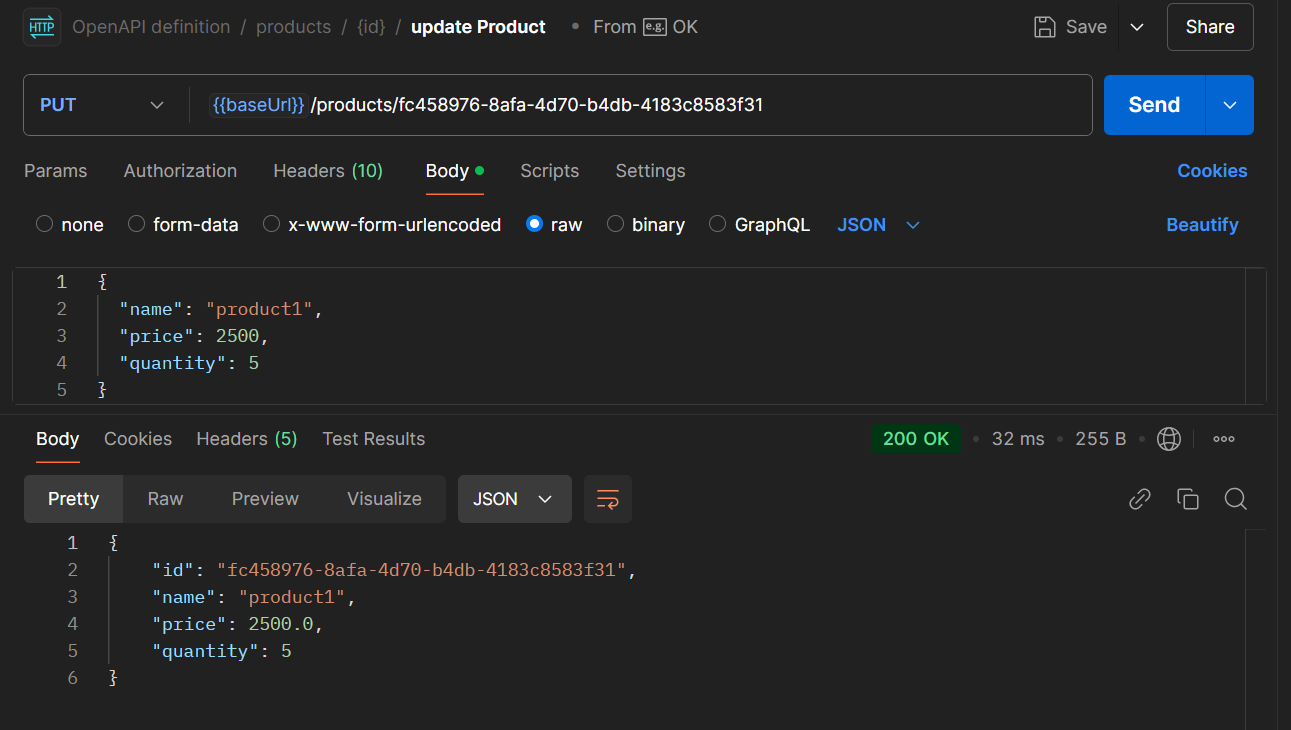 HTTP OpenAPI definition / products / {id} / update Product • From e.g. OK Save Share
PUT {{baseUrl}} /products/fc458976-8afa-4d70-b4db-4183c8583f31 Send
Params Authorization Headers (10) Body Scripts Settings Cookies
none form-data x-www-form-urlencoded raw binary GraphQL JSON Beautify
1 {
2 "name": "product1",
3 "price": 2500,
4 "quantity": 5
5 }
Body Cookies Headers (5) Test Results 200 OK • 32 ms • 255 B •
Pretty Raw Preview Visualize JSON
1 {
2 "id": "fc458976-8afa-4d70-b4db-4183c8583f31",
3 "name": "product1",
4 "price": 2500.0,
5 "quantity": 5
6 }